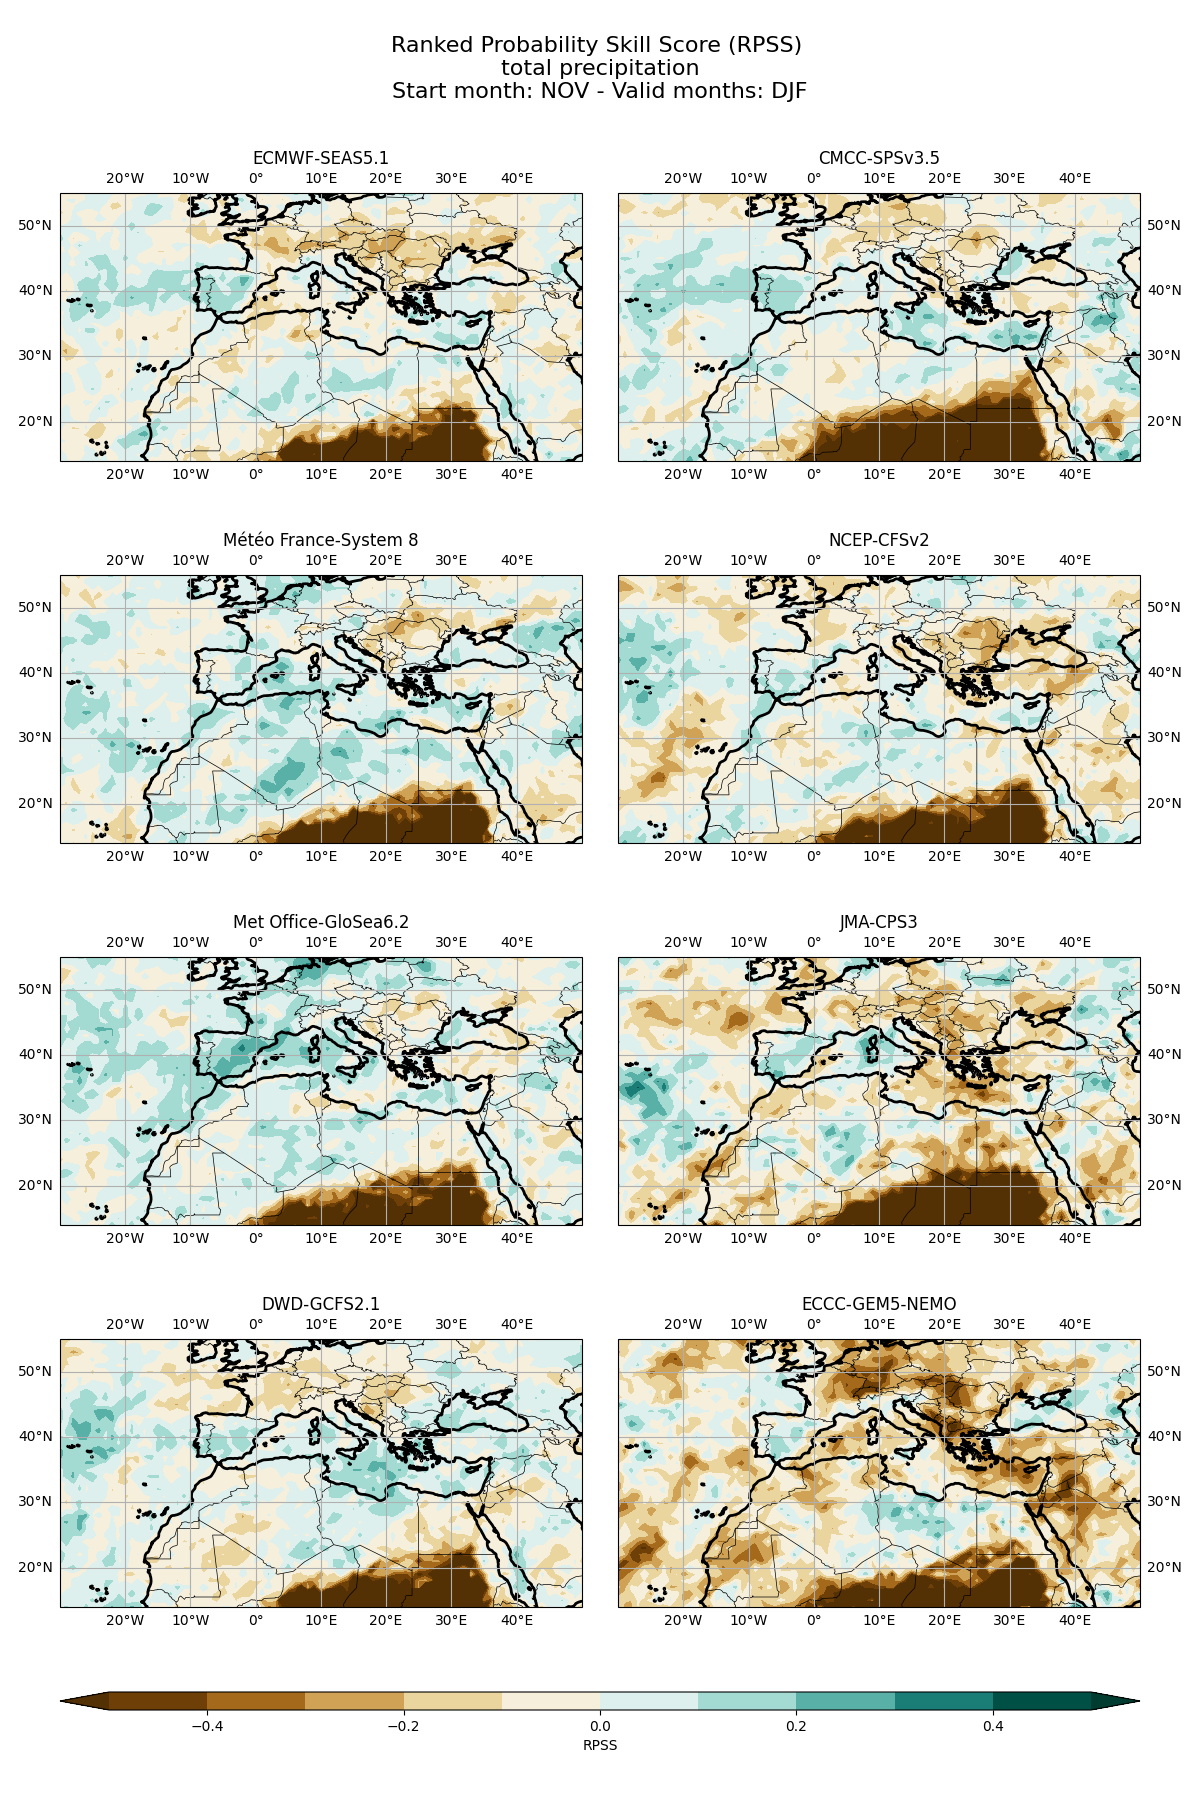 Ranked Probability Skill Score (RPSS)
total precipitation
Start month: NOV - Valid months: DJF
ECMWF-SEAS5.1
20°W 10°W 0° 10°E 20°E 30°E 40°E
50°N
40°N
30°N
20°N
20°W 10°W 0° 10°E 20°E 30°E 40°E
CMCC-SPSv3.5
20°W 10°W 0° 10°E 20°E 30°E 40°E
50°N
40°N
30°N
20°N
20°W 10°W 0° 10°E 20°E 30°E 40°E
Météo France-System 8
20°W 10°W 0° 10°E 20°E 30°E 40°E
50°N
40°N
30°N
20°N
20°W 10°W 0° 10°E 20°E 30°E 40°E
NCEP-CFSv2
20°W 10°W 0° 10°E 20°E 30°E 40°E
50°N
40°N
30°N
20°N
20°W 10°W 0° 10°E 20°E 30°E 40°E
Met Office-GloSea6.2
20°W 10°W 0° 10°E 20°E 30°E 40°E
50°N
40°N
30°N
20°N
20°W 10°W 0° 10°E 20°E 30°E 40°E
JMA-CPS3
20°W 10°W 0° 10°E 20°E 30°E 40°E
50°N
40°N
30°N
20°N
20°W 10°W 0° 10°E 20°E 30°E 40°E
DWD-GCFS2.1
20°W 10°W 0° 10°E 20°E 30°E 40°E
50°N
40°N
30°N
20°N
20°W 10°W 0° 10°E 20°E 30°E 40°E
ECCC-GEM5-NEMO
20°W 10°W 0° 10°E 20°E 30°E 40°E
50°N
40°N
30°N
20°N
20°W 10°W 0° 10°E 20°E 30°E 40°E
−0.4 −0.2 0.0 0.2 0.4
RPSS